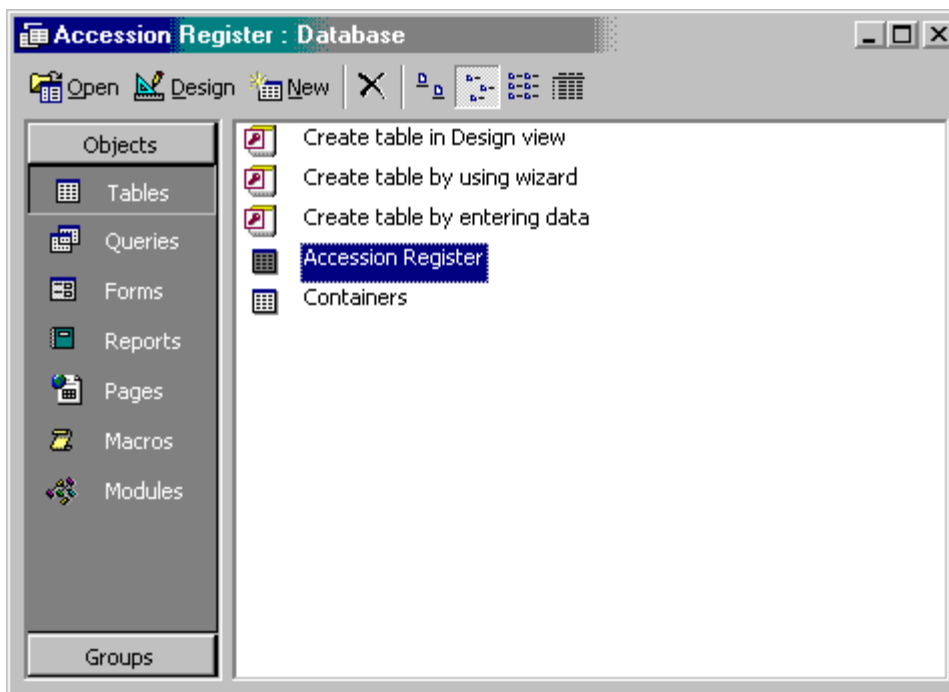 Accession Register : Database
Open Design New
Objects
Tables
Queries
Forms
Reports
Pages
Macros
Modules
Groups
Create table in Design view
Create table by using wizard
Create table by entering data
Accession Register
Containers